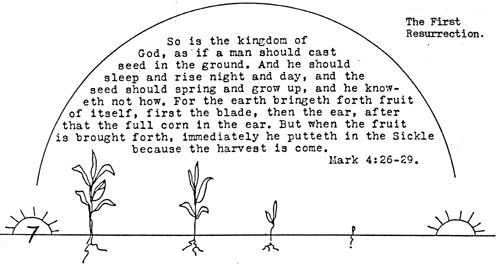 The First
Resurrection.
So is the kingdom of
God, as if a man should cast
seed in the ground. And he should
sleep and rise night and day, and the
seed should spring and grow up, and he know-
eth not how. For the earth bringeth forth fruit
of itself, first the blade, then the ear, after
that the full corn in the ear. But when the fruit
is brought forth, immediately he putteth in the Sickle
because the harvest is come.
Mark 4:26-29.
7